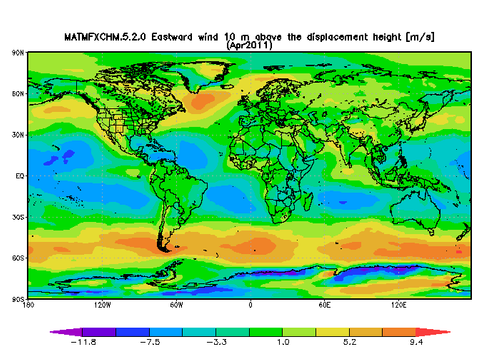 MATMFXCHM.5.2.0 Eastward wind 10 m above the displacement height [m/s]
(Apr2011)
90N
60N
30N
EQ
30S
60S
90S
180 120W 60W 0 60E 120E
-11.8 -7.5 -3.3 1.0 5.2 9.4